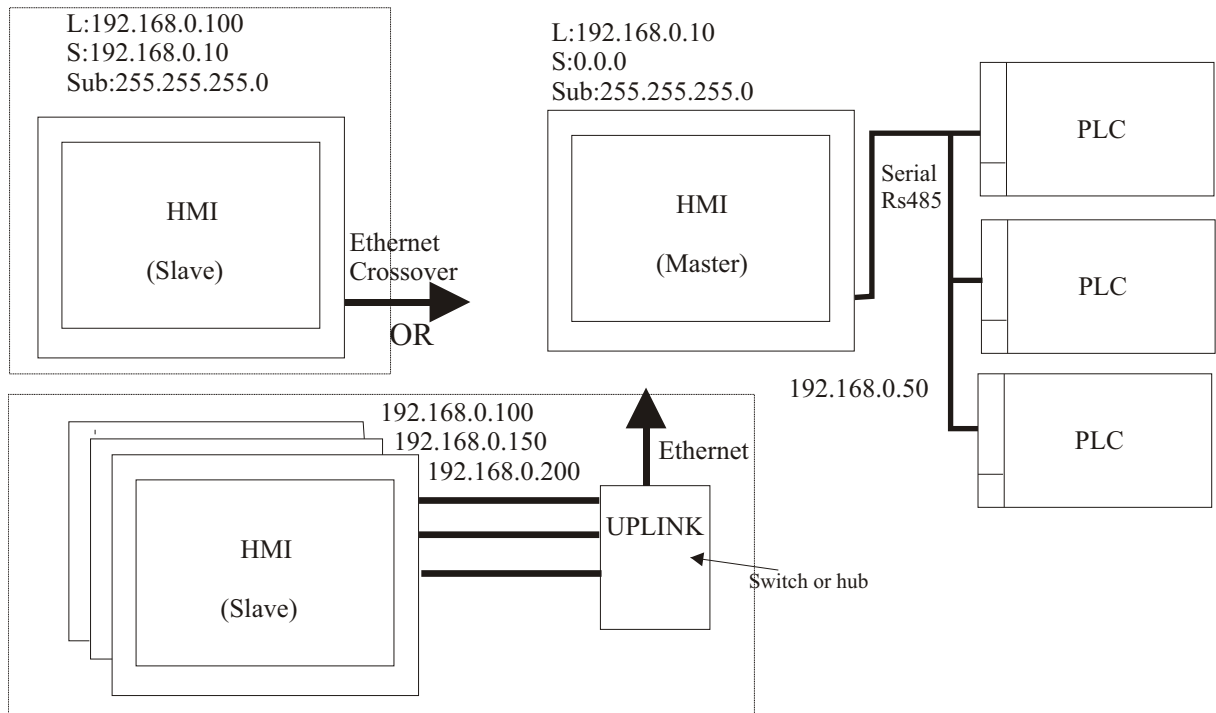 L:192.168.0.100
S:192.168.0.10
Sub:255.255.255.0
HMI
(Slave)
Ethernet
Crossover
OR
L:192.168.0.10
S:0.0.0
Sub:255.255.255.0
HMI
(Master)
Serial
Rs485
PLC
PLC
PLC
192.168.0.50
192.168.0.100
192.168.0.150
192.168.0.200
HMI
(Slave)
Ethernet
UPLINK
Switch or hub